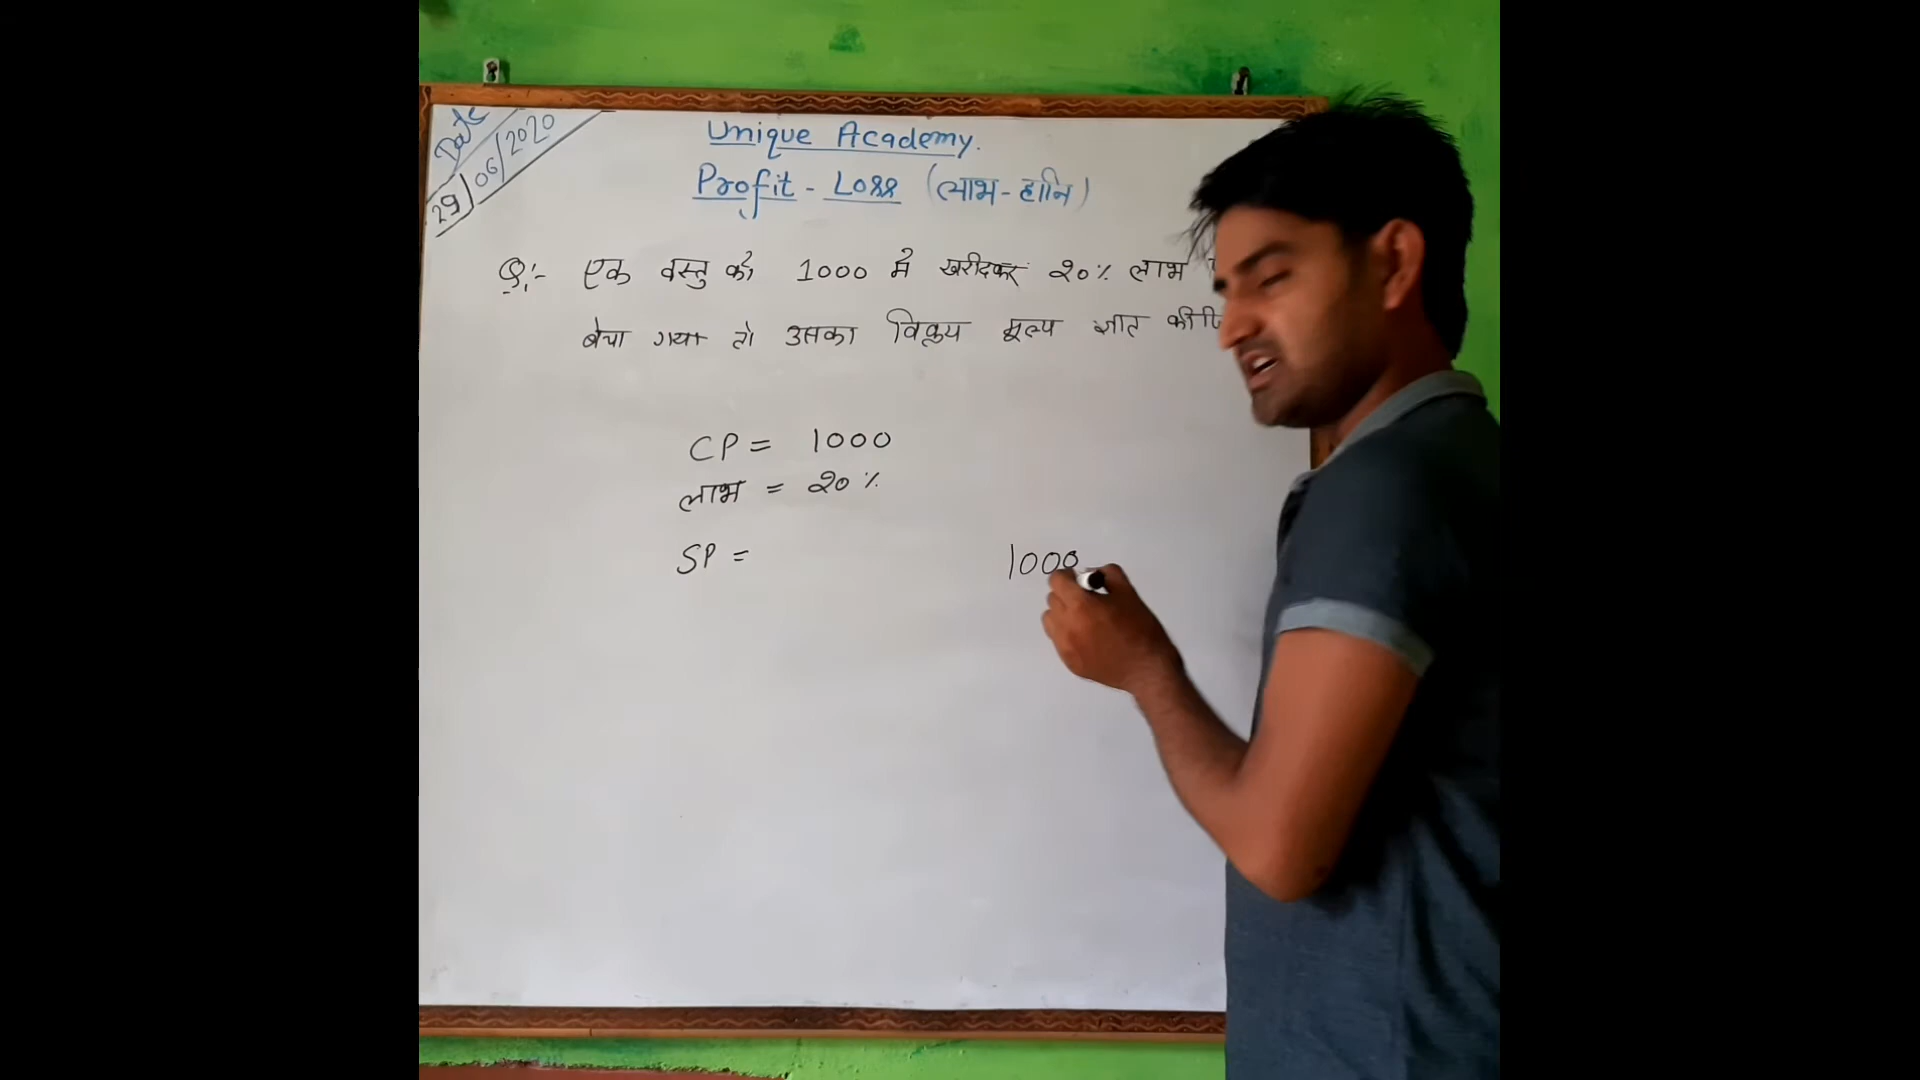 Date
29/06/2020
Unique Academy.
Profit - Loss (लाभ-हानि)
Q:- एक वस्तु को 1000 में खरीदकर 20% लाभ
बेचा गया तो उसका विक्रय मूल्य ज्ञात
CP = 1000
लाभ = 20%
SP =
1000